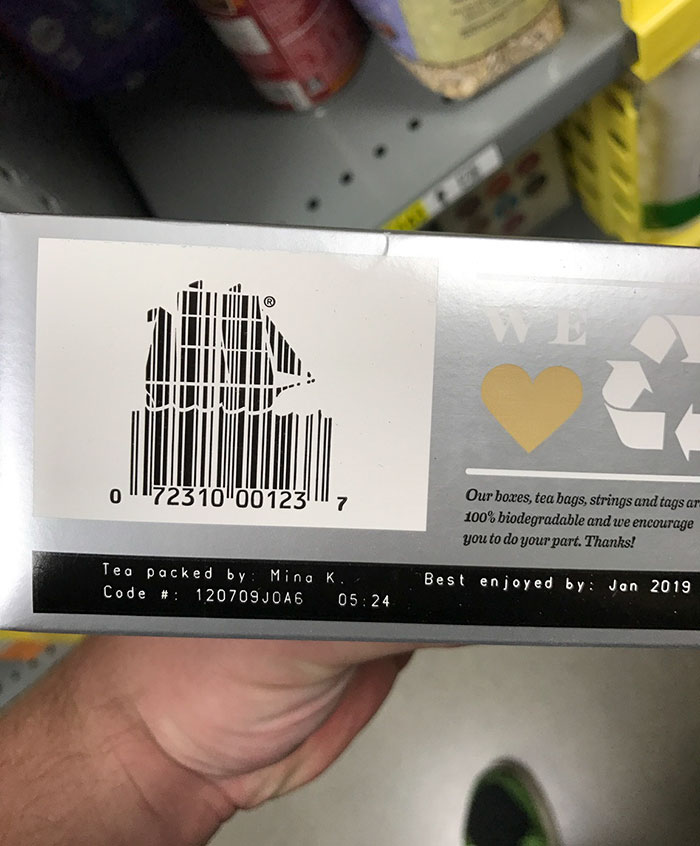 ®
0 72310 00123 7
WE
Our boxes, tea bags, strings and tags
100% biodegradable and we encourage
you to do your part. Thanks!
Tea packed by: Mina K.
Best enjoyed by: Jan 2019
Code #: 120709J0A6 05:24